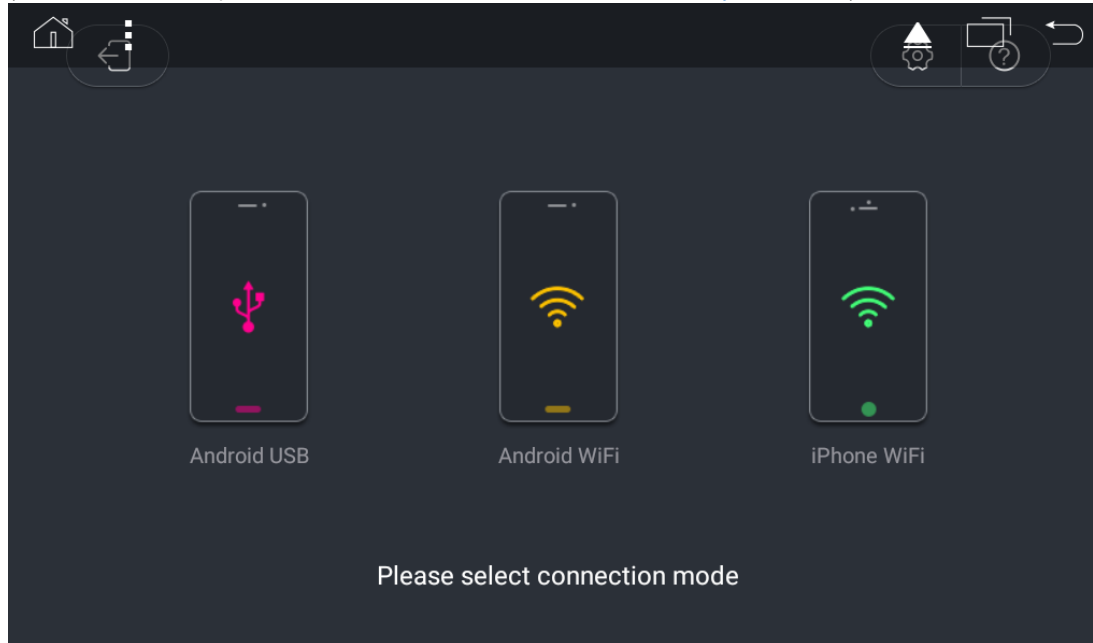 Android USB
Android WiFi
iPhone WiFi
Please select connection mode